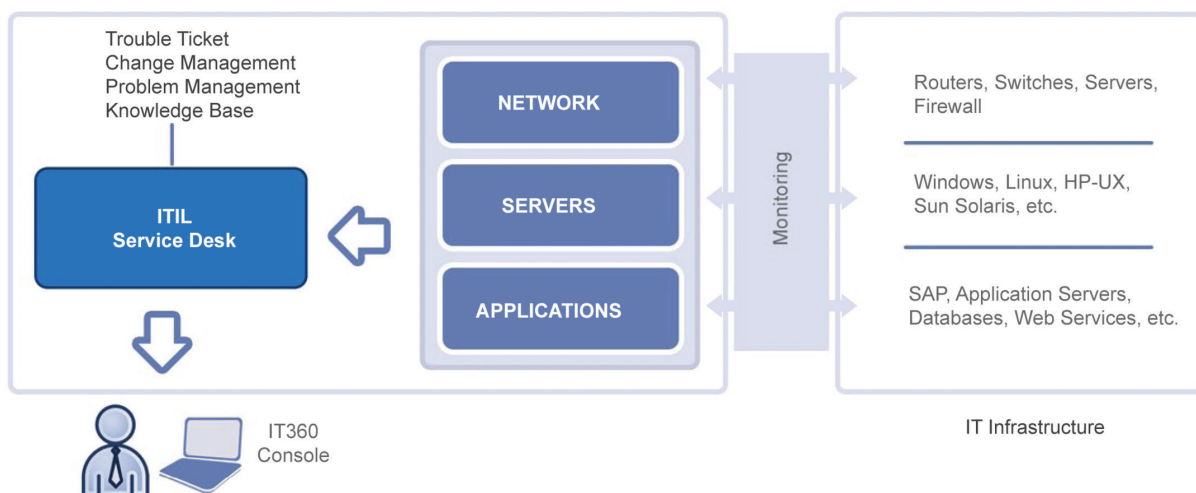 Trouble Ticket
Change Management
Problem Management
Knowledge Base
ITIL
Service Desk
NETWORK
SERVERS
APPLICATIONS
Monitoring
Routers, Switches, Servers,
Firewall
Windows, Linux, HP-UX,
Sun Solaris, etc.
SAP, Application Servers,
Databases, Web Services, etc.
IT360
Console
IT Infrastructure